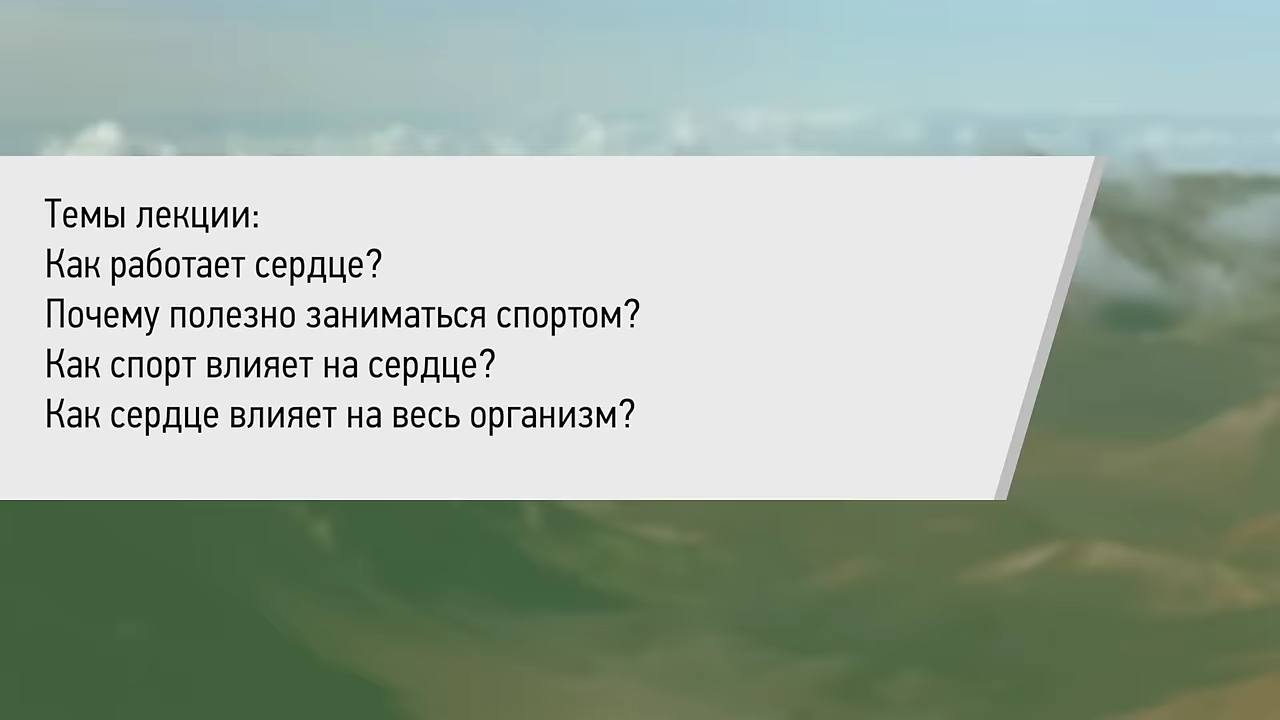 Темы лекции:
Как работает сердце?
Почему полезно заниматься спортом?
Как спорт влияет на сердце?
Как сердце влияет на весь организм?